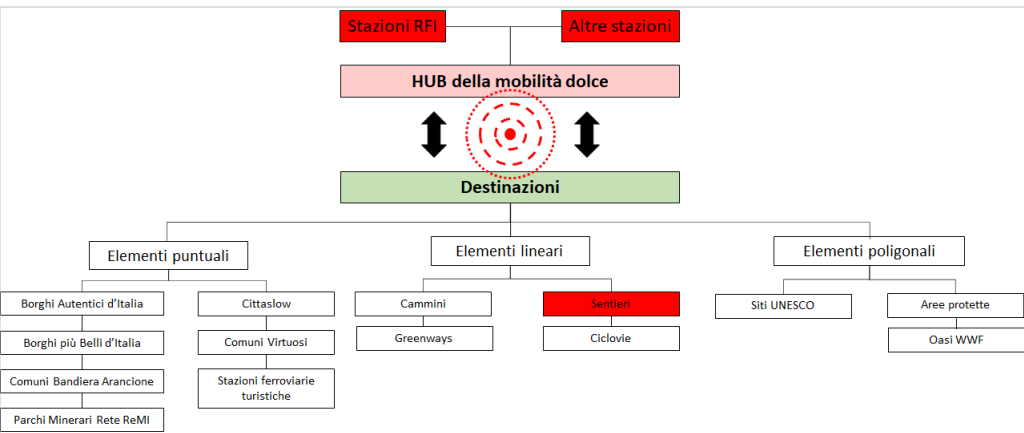 Stazioni RFI
Altre stazioni
HUB della mobilità dolce
Destinazioni
Elementi puntuali
Elementi lineari
Elementi poligonali
Borghi Autentici d'Italia
Cittaslow
Cammini
Sentieri
Siti UNESCO
Aree protette
Borghi più Belli d'Italia
Comuni Virtuosi
Greenways
Ciclovie
Oasi WWF
Comuni Bandiera Arancione
Stazioni ferroviarie
turistiche
Parchi Minerari Rete ReMI